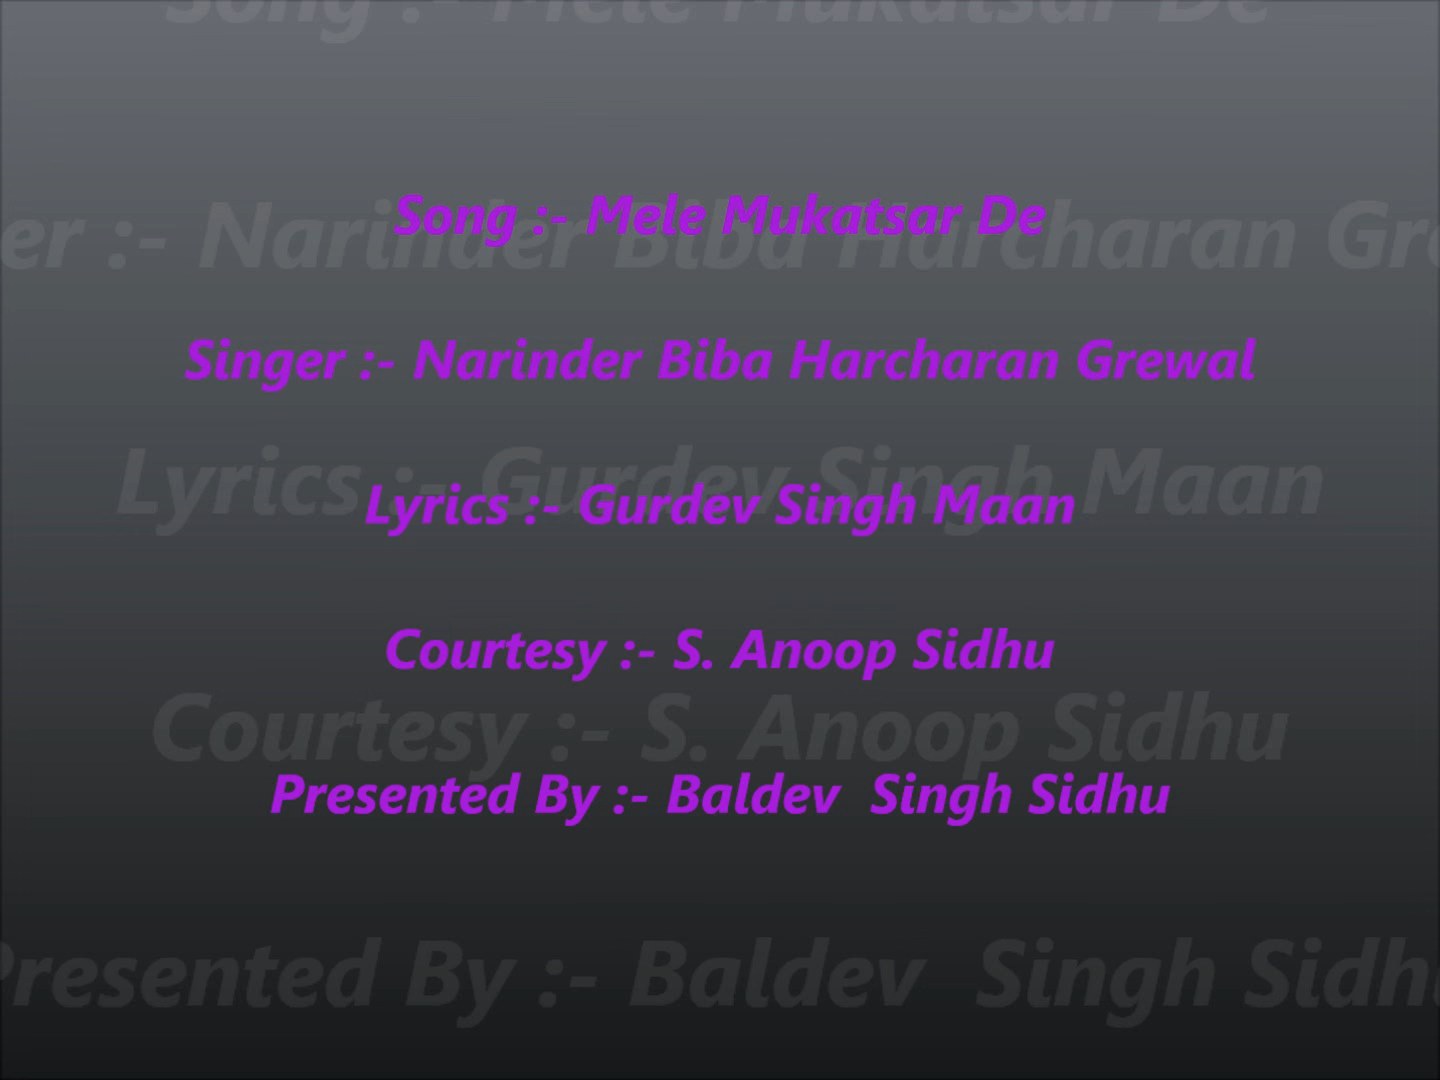 Song :- Mele Mukatsar De
Singer :- Narinder Biba Harcharan Grewal
Lyrics :- Gurdev Singh Maan
Courtesy :- S. Anoop Sidhu
Presented By :- Baldev  Singh Sidhu